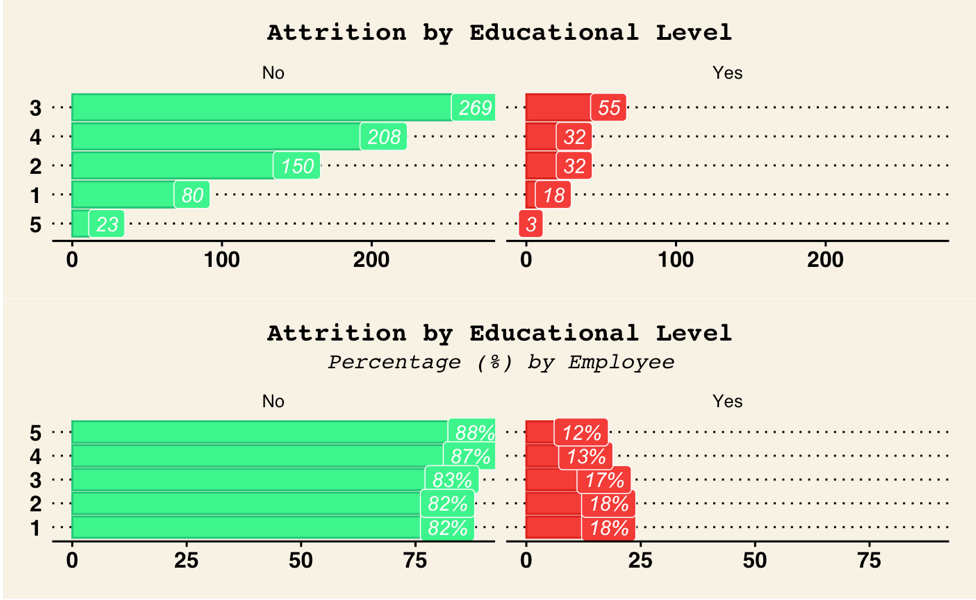 Attrition by Educational Level
No Yes
3 269 55
4 208 32
2 150 32
1 80 18
5 23 3
0 100 200 0 100 200
Attrition by Educational Level
Percentage (%) by Employee
No Yes
5 88% 12%
4 87% 13%
3 83% 17%
2 82% 18%
1 82% 18%
0 25 50 75 0 25 50 75